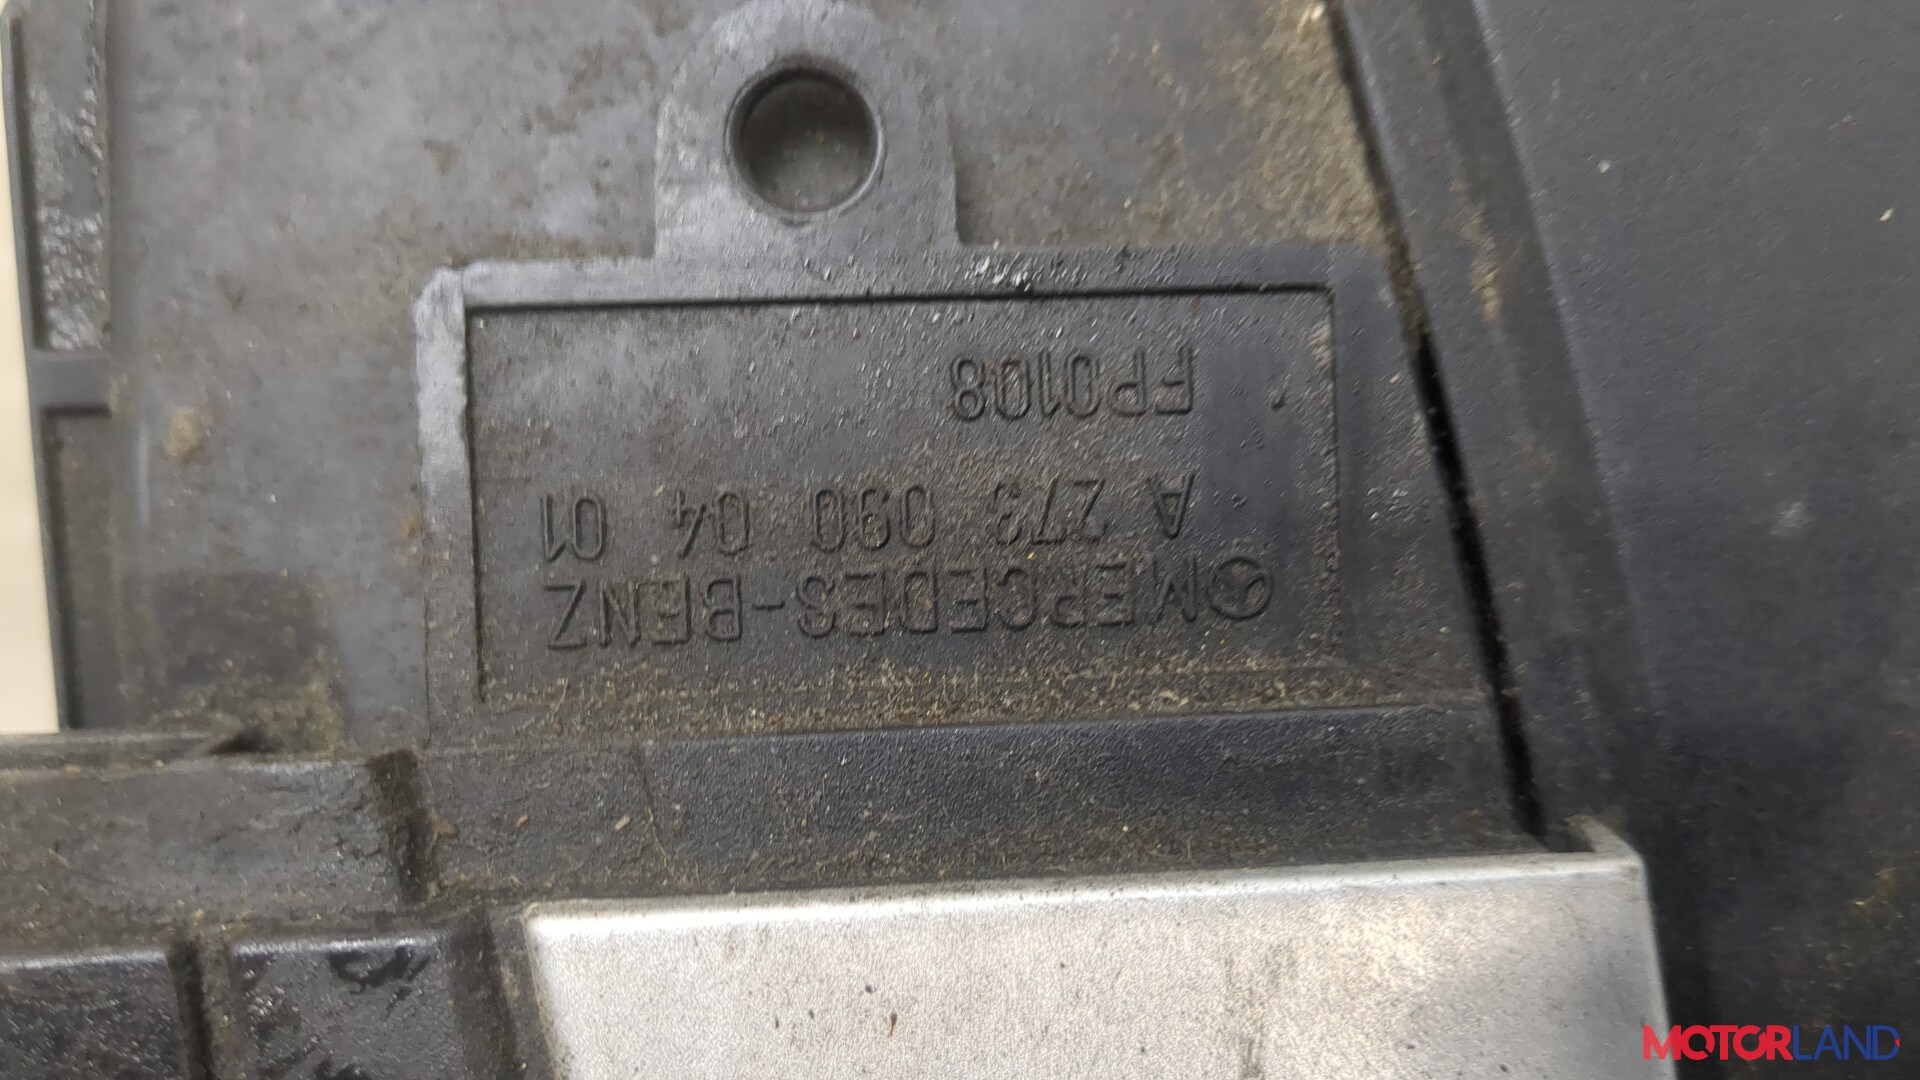 MERCEDES-BENZ
A 273 090 04 01
FP0108
MOTORLAND